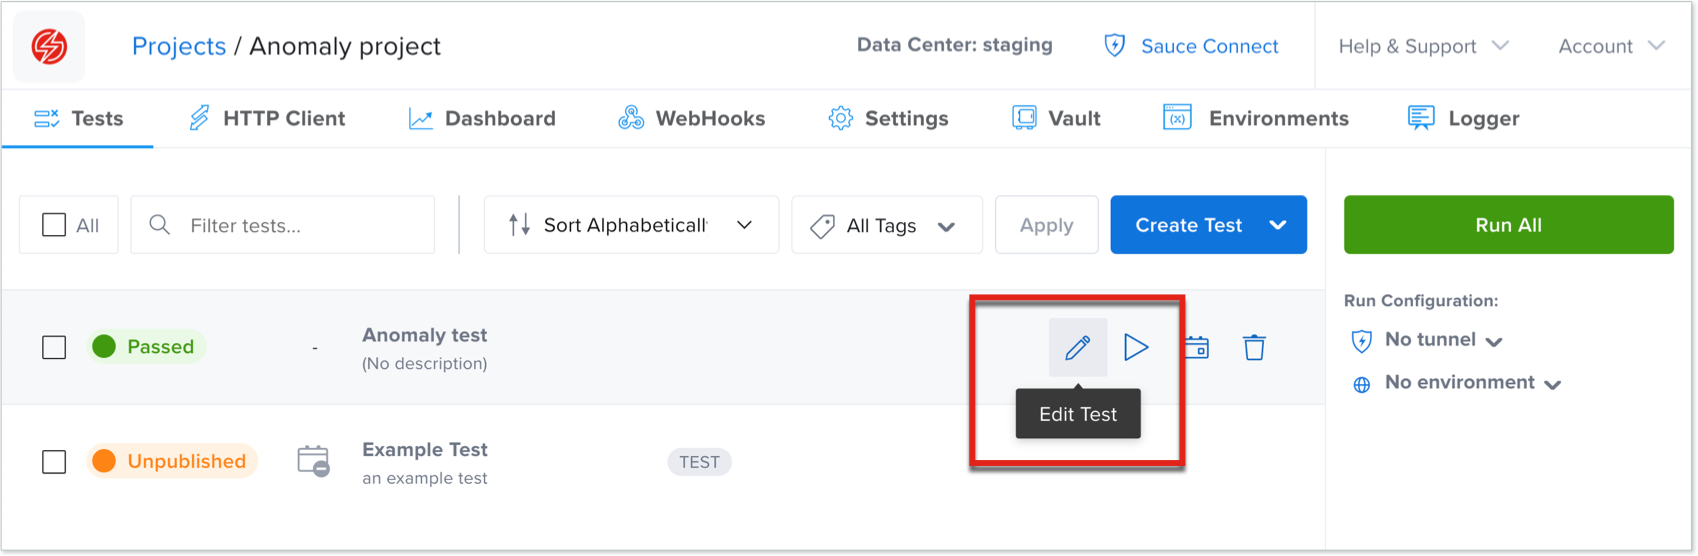 Projects / Anomaly project
Data Center: staging
Sauce Connect
Help & Support
Account
Tests
HTTP Client
Dashboard
WebHooks
Settings
Vault
(x)
Environments
Logger
All
Filter tests...
Sort Alphabeticall
All Tags
Apply
Create Test
Run All
Run Configuration:
No tunnel
No environment
Passed
-
Anomaly test
(No description)
Edit Test
Unpublished
Example Test
an example test
TEST